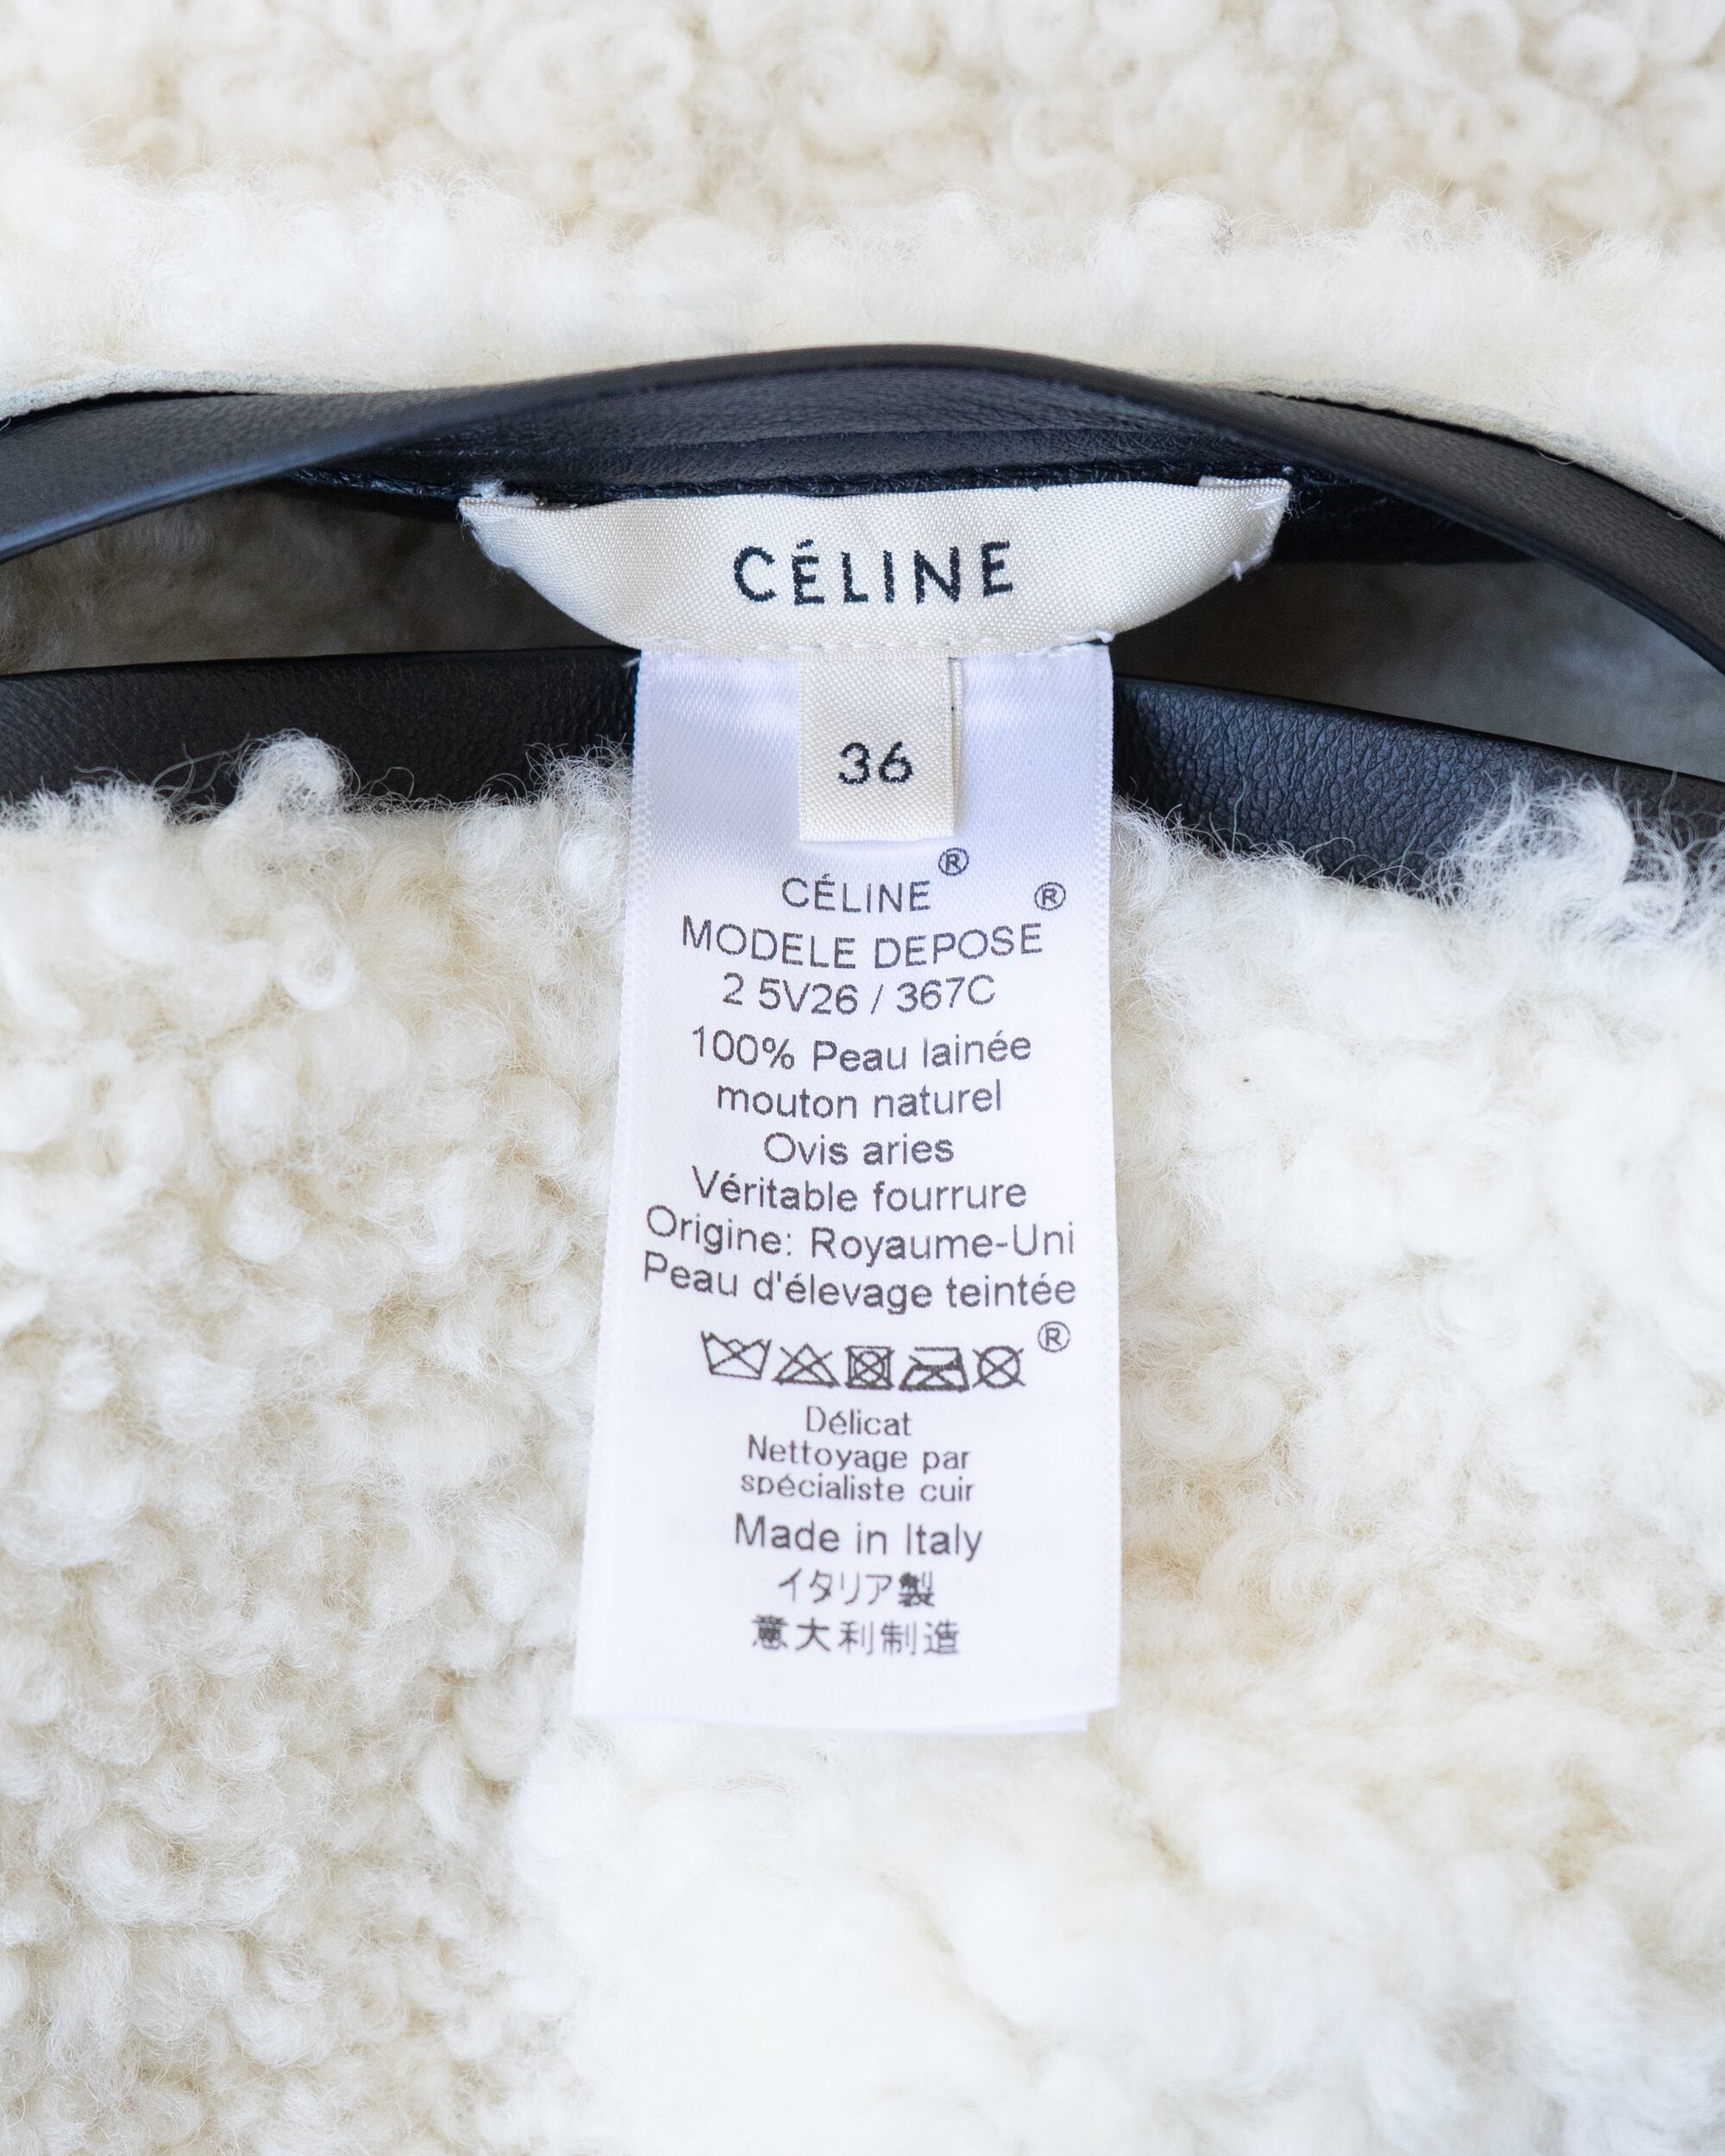 CÉLINE
36
CÉLINE ®
MODELE DEPOSE ®
2 5V26 / 367C
100% Peau lainée
mouton naturel
Ovis aries
Véritable fourrure
Origine: Royaume-Uni
Peau d'élevage teintée
®
Délicat
Nettoyage par
spécialiste cuir
Made in Italy
イタリア製
意大利制造